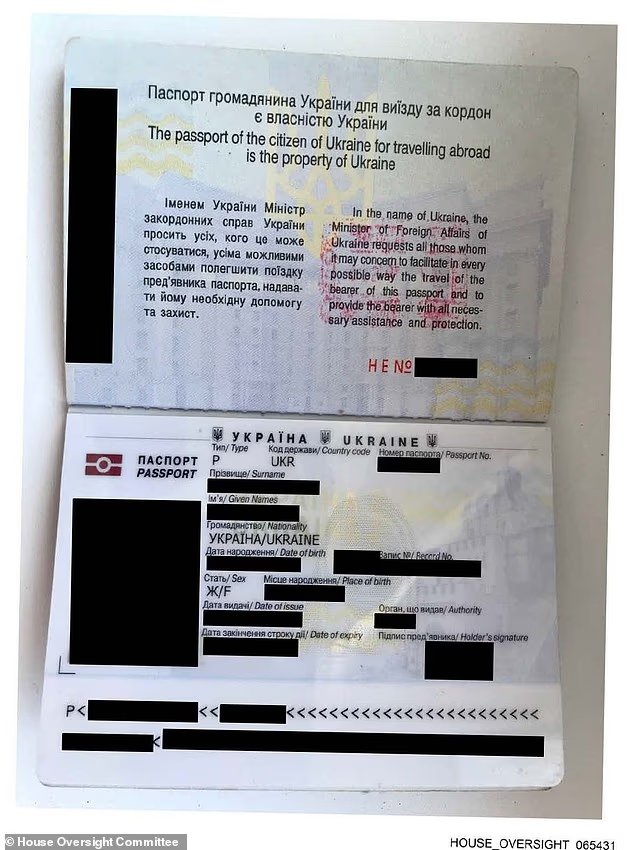 Паспорт громадянина України для виїзду за кордон
є власністю України
The passport of the citizen of Ukraine for travelling abroad
is the property of Ukraine
Іменем України Міністр
закордонних справ України
просить усіх, кого це може
стосуватися, усіма можливими
засобами полегшити поїздку
пред'явника паспорта, надава-
ти йому необхідну допомогу
та захист.
In the name of Ukraine, the
Minister of Foreign Affairs of
Ukraine requests all those whom
it may concern to facilitate in every
possible way the travel of the
bearer of this passport and to
provide the bearer with all neces-
sary assistance and protection.
НЕ №
УКРАЇНА UKRAINE
ПАСПОРТ
PASSPORT
Тип/ Type Код держави/ Country code Номер паспорта/ Passport No.
P UKR
Прізвище/ Surname
Ім'я/ Given Names
Громадянство/ Nationality
УКРАЇНА/UKRAINE
Дата народження/ Date of birth Запис №/ Record No.
Стать/ Sex Місце народження/ Place of birth
Ж/F
Дата видачі/ Date of issue Орган, що видав/ Authority
Дата закінчення строку дії/ Date of expiry Підпис пред'явника/ Holder's signature
P< << <<<<<<<<<<<<<<<<<<<<<<<<
<
© House Oversight Committee
HOUSE_OVERSIGHT_065431